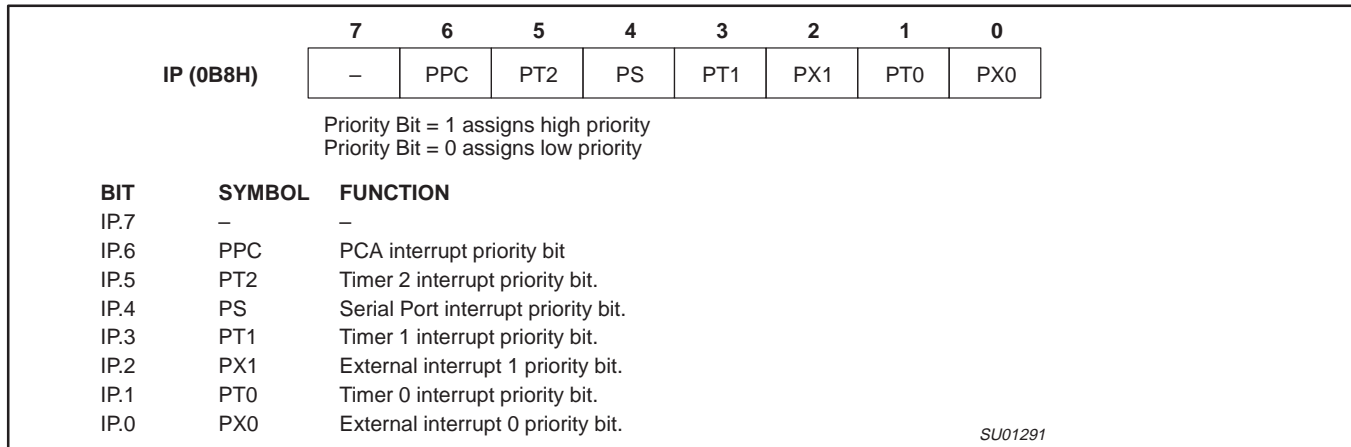 7 6 5 4 3 2 1 0
IP (0B8H) – PPC PT2 PS PT1 PX1 PT0 PX0
Priority Bit = 1 assigns high priority
Priority Bit = 0 assigns low priority
BIT SYMBOL FUNCTION
IP.7 – –
IP.6 PPC PCA interrupt priority bit
IP.5 PT2 Timer 2 interrupt priority bit.
IP.4 PS Serial Port interrupt priority bit.
IP.3 PT1 Timer 1 interrupt priority bit.
IP.2 PX1 External interrupt 1 priority bit.
IP.1 PT0 Timer 0 interrupt priority bit.
IP.0 PX0 External interrupt 0 priority bit.
SU01291